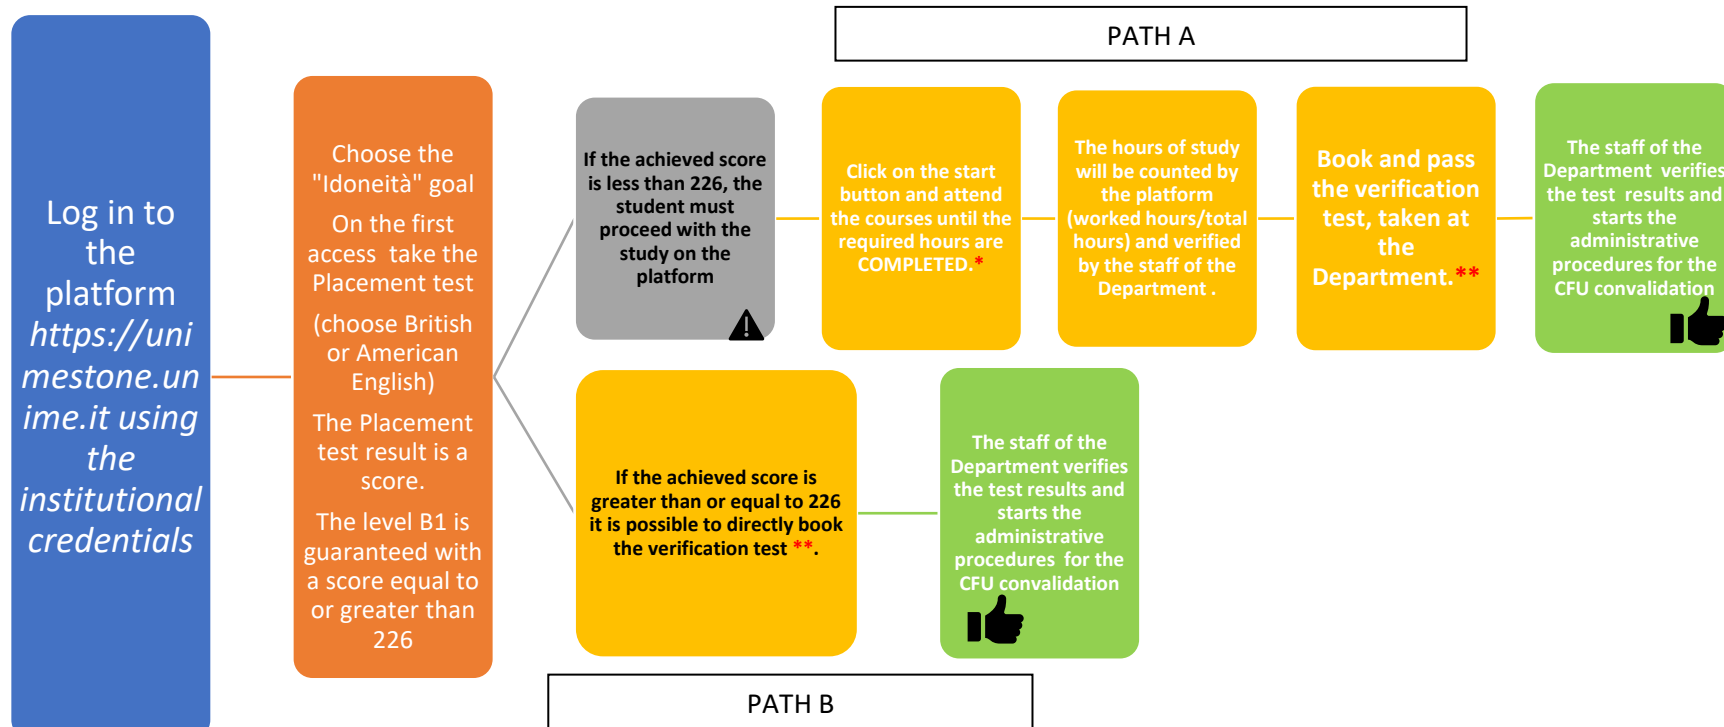 PATH A
Log in to
the
platform
https://uni
mestone.un
ime.it using
the
institutional
credentials
Choose the
"Idoneità" goal
On the first
access take the
Placement test
(choose British
or American
English)
The Placement
test result is a
score.
The level B1 is
guaranteed with
a score equal to
or greater than
226
If the achieved score
is less than 226, the
student must
proceed with the
study on the
platform
Click on the start
button and attend
the courses until the
required hours are
COMPLETED.*
The hours of study
will be counted by
the platform
(worked hours/total
hours) and verified
by the staff of the
Department .
Book and pass
the verification
test, taken at
the
Department.**
The staff of the
Department verifies
the test results and
starts the
administrative
procedures for the
CFU convalidation
If the achieved score is
greater than or equal to 226
it is possible to directly book
the verification test **.
The staff of the
Department verifies
the test results and
starts the
administrative
procedures for the
CFU convalidation
PATH B